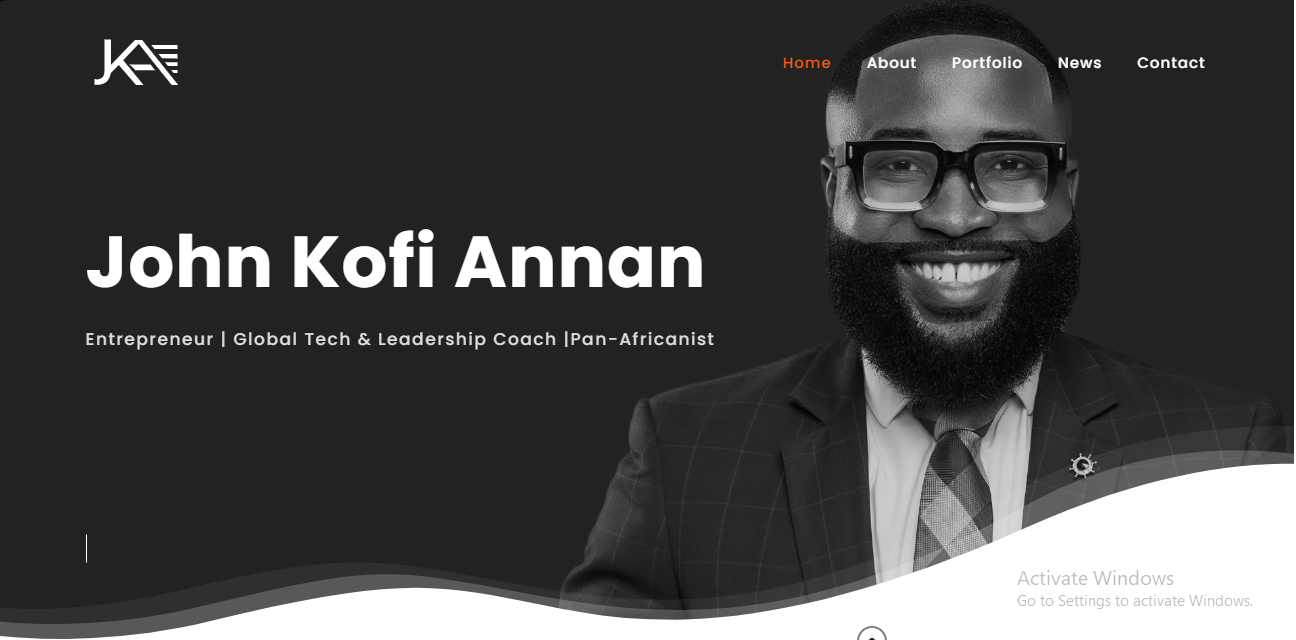 JKA
Home About Portfolio News Contact
John Kofi Annan
Entrepreneur | Global Tech & Leadership Coach |Pan-Africanist
Activate Windows
Go to Settings to activate Windows.